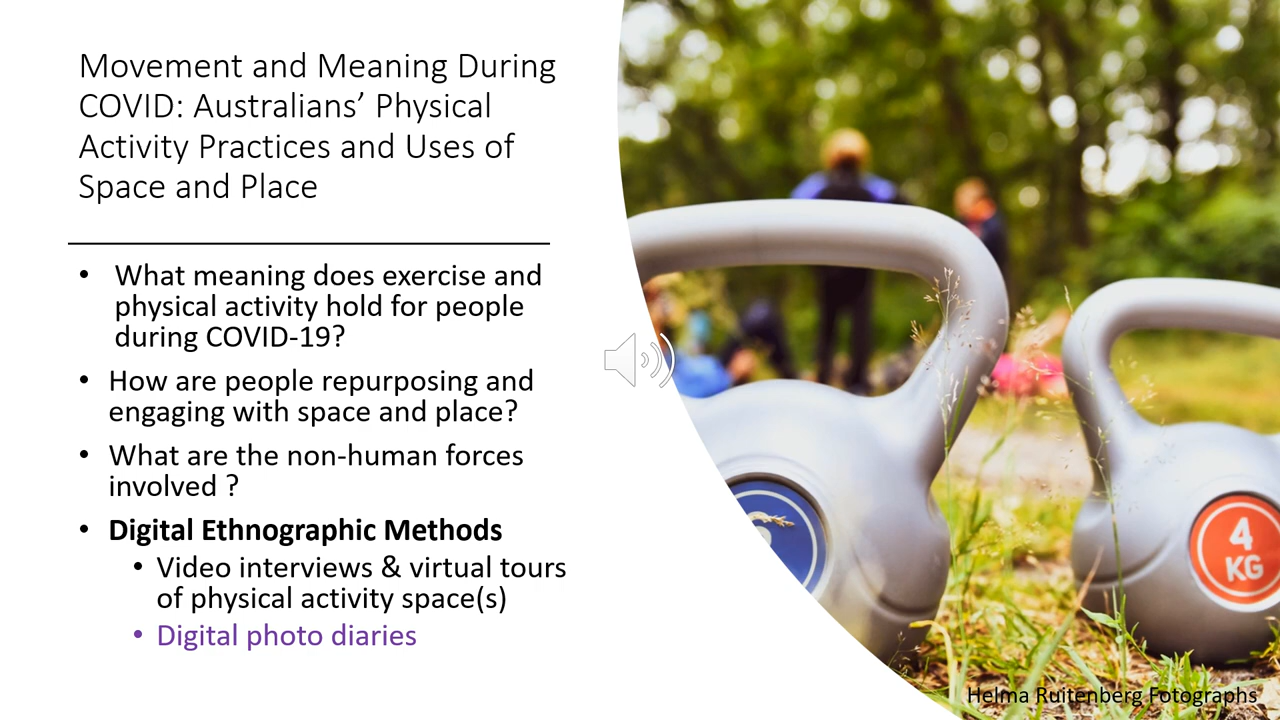 Movement and Meaning During
COVID: Australians’ Physical
Activity Practices and Uses of
Space and Place
• What meaning does exercise and
physical activity hold for people
during COVID-19?
• How are people repurposing and
engaging with space and place?
• What are the non-human forces
involved ?
• Digital Ethnographic Methods
• Video interviews & virtual tours
of physical activity space(s)
• Digital photo diaries
4
KG
Helma Ruitenberg Fotographs